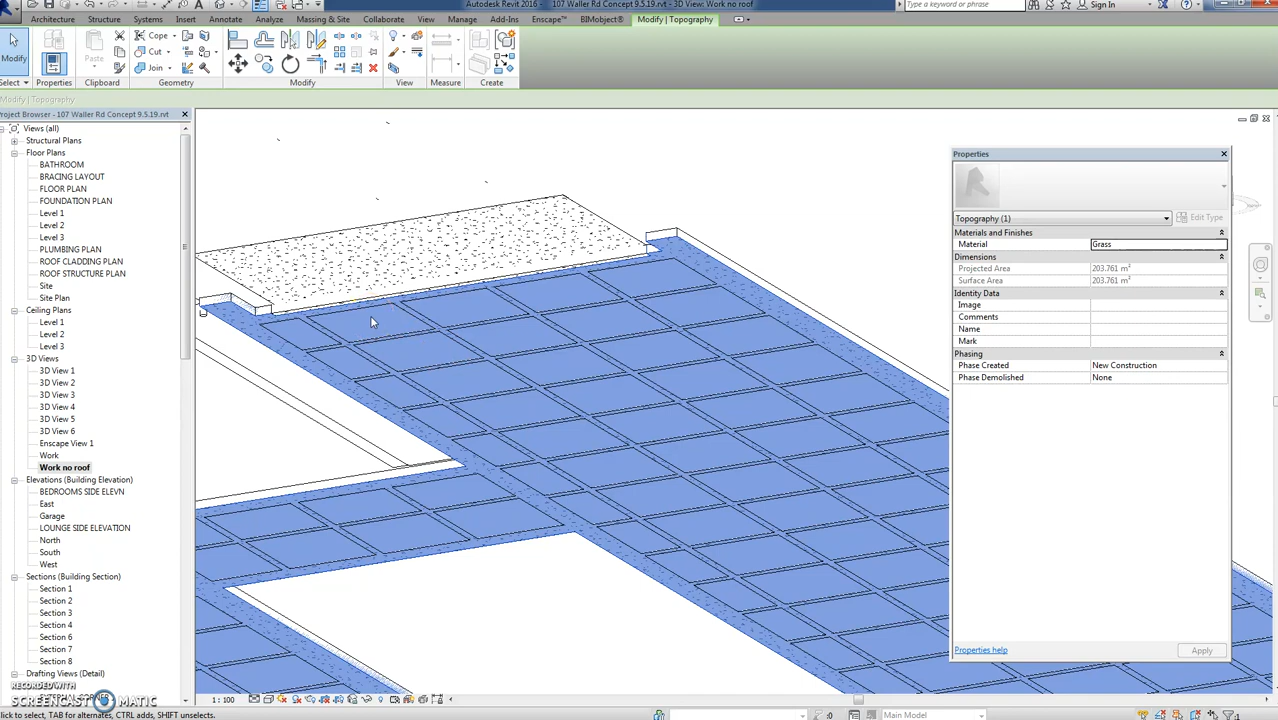 Autodesk Revit 2016 - 107 Waller Rd Concept 9.5.19.rvt - 3D View: Work no roof
Type a keyword or phrase
Sign In
Architecture Structure Systems Insert Annotate Analyze Massing & Site Collaborate View Manage Add-Ins Enscape™ BIMobject® Modify | Topography
Modify
Paste
Cope
Cut
Join
Select Properties Clipboard Geometry Modify View Measure Create
Modify | Topography
Project Browser - 107 Waller Rd Concept 9.5.19.rvt
Views (all)
Structural Plans
Floor Plans
BATHROOM
BRACING LAYOUT
FLOOR PLAN
FOUNDATION PLAN
Level 1
Level 2
Level 3
PLUMBING PLAN
ROOF CLADDING PLAN
ROOF STRUCTURE PLAN
Site
Site Plan
Ceiling Plans
Level 1
Level 2
Level 3
3D Views
3D View 1
3D View 2
3D View 3
3D View 4
3D View 5
3D View 6
Enscape View 1
Work
Work no roof
Elevations (Building Elevation)
BEDROOMS SIDE ELEVN
East
Garage
LOUNGE SIDE ELEVATION
North
South
West
Sections (Building Section)
Section 1
Section 2
Section 3
Section 4
Section 5
Section 6
Section 7
Section 8
Drafting Views (Detail)
RECORDED WITH
SCREENCAST MATIC
Properties
Topography (1)
Edit Type
Materials and Finishes
Material Grass
Dimensions
Projected Area 203.761 m²
Surface Area 203.761 m²
Identity Data
Image
Comments
Name
Mark
Phasing
Phase Created New Construction
Phase Demolished None
Properties help
Apply
1 : 100
Click to select, TAB for alternates, CTRL adds, SHIFT unselects.
:0
Main Model
:1